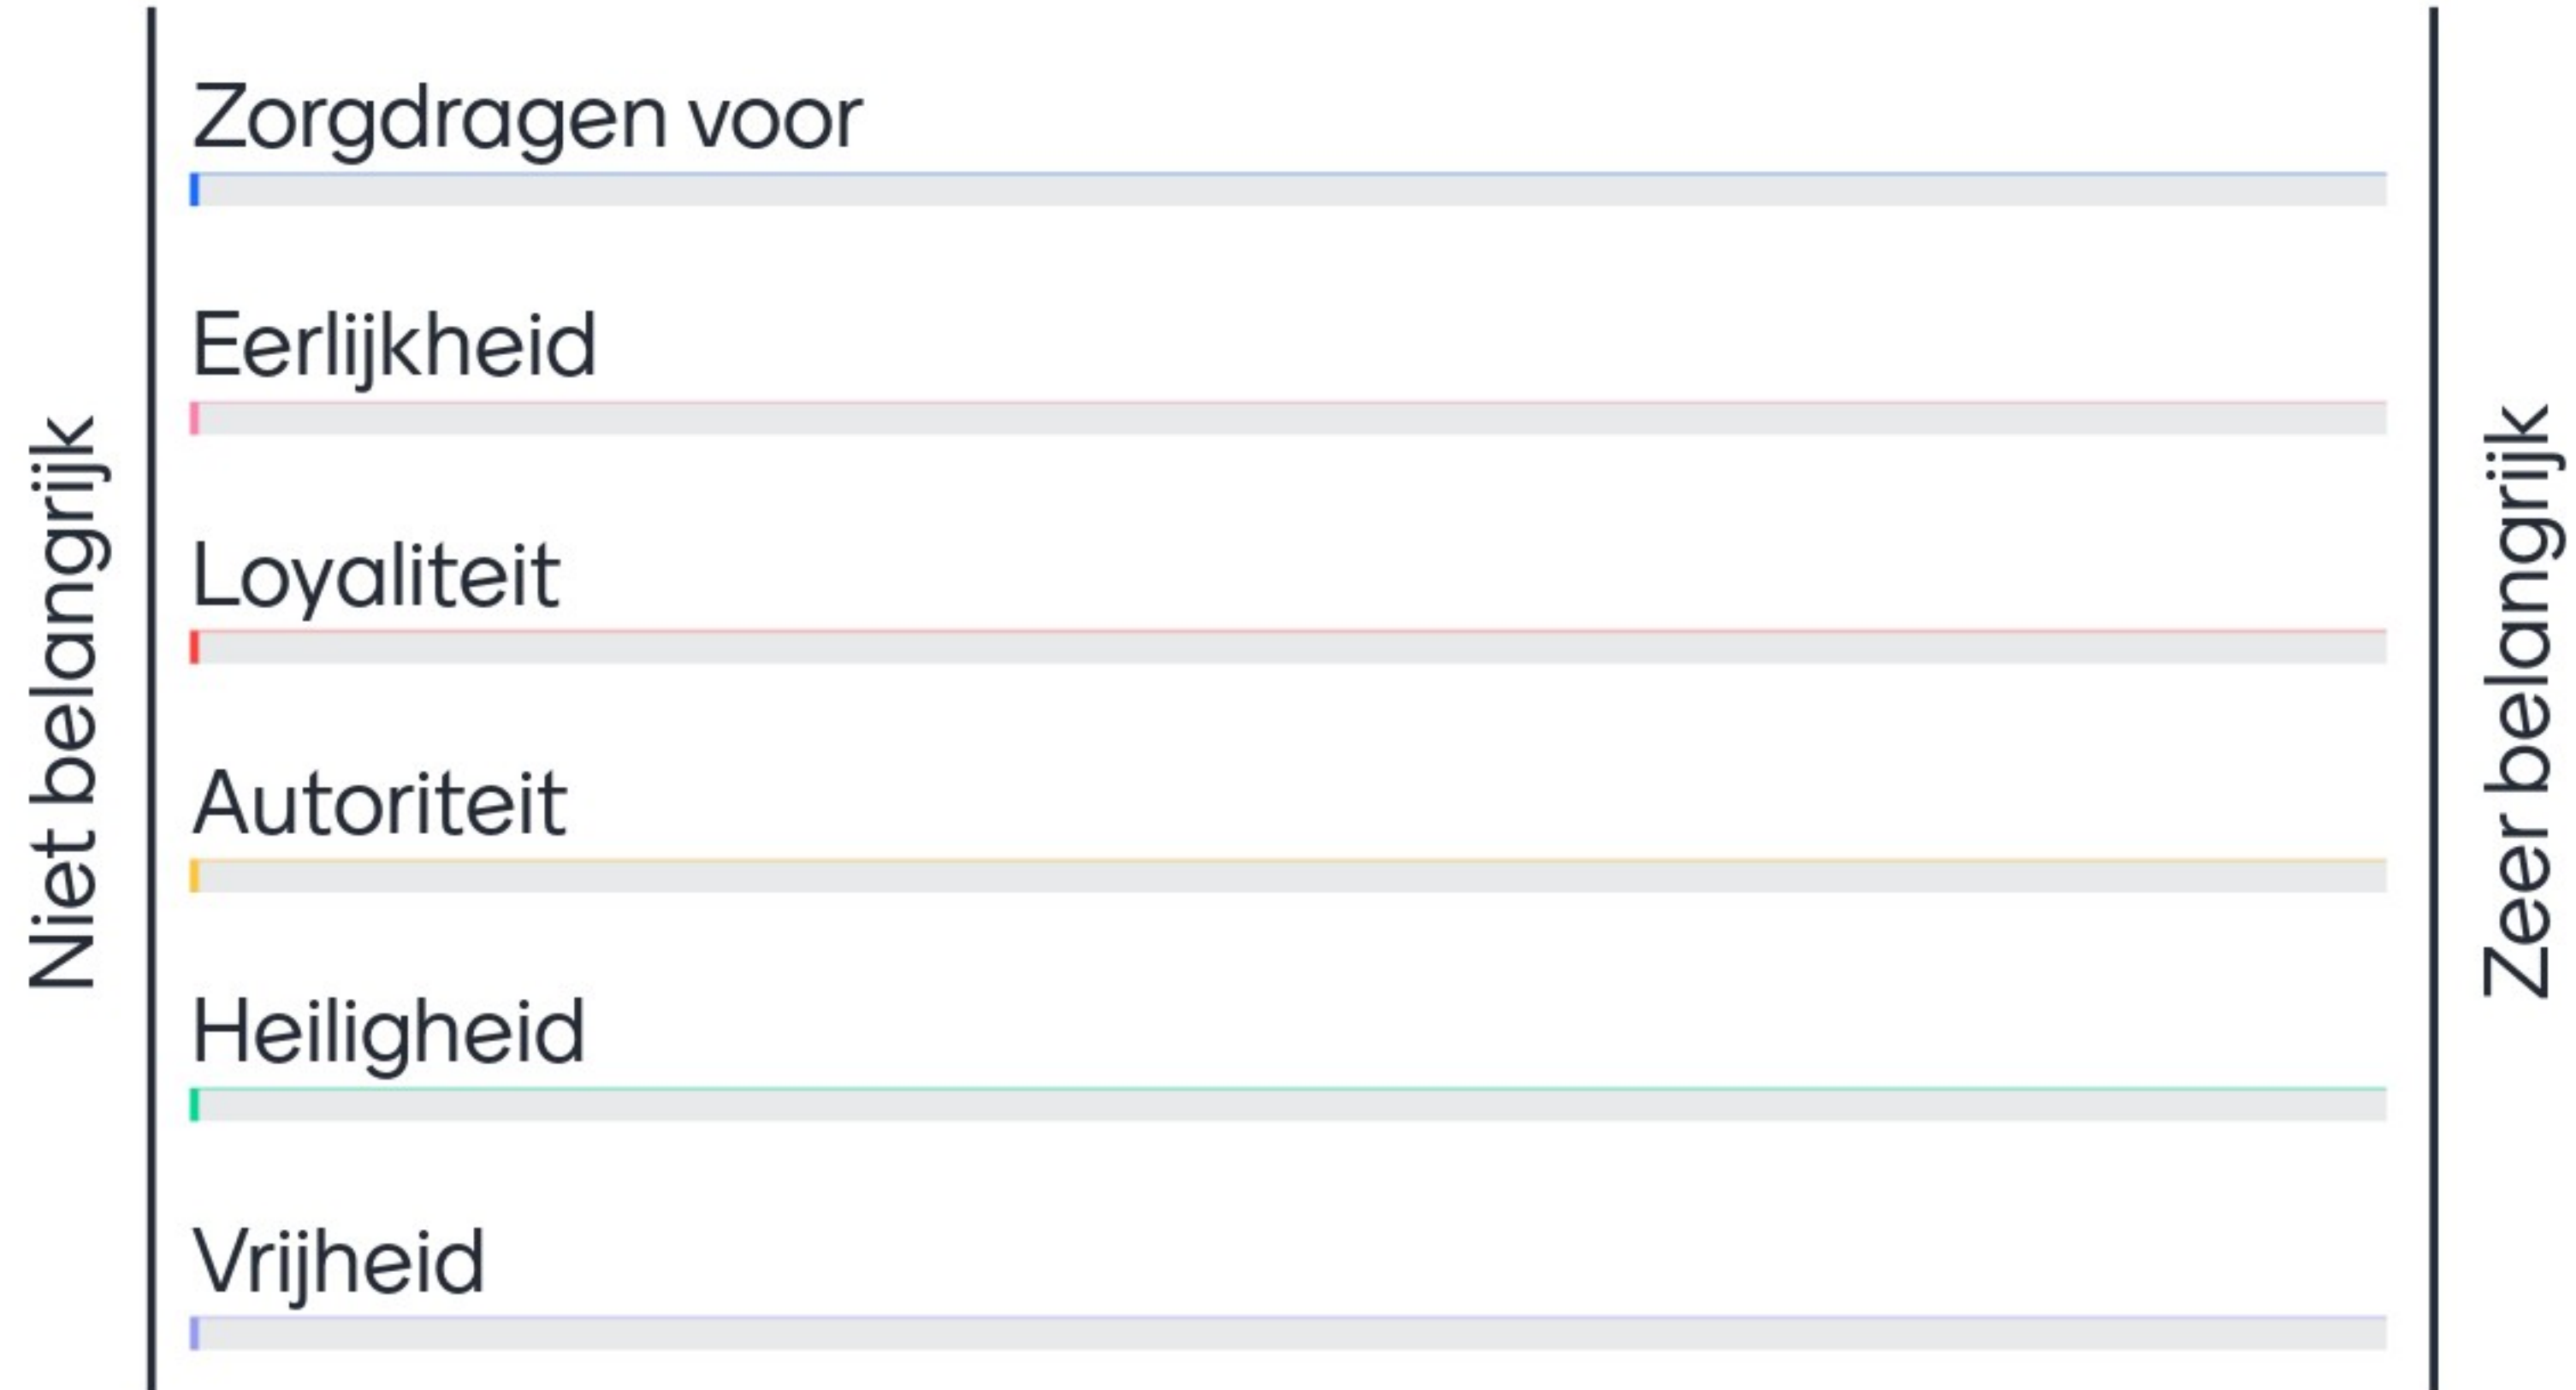 Niet belangrijk
Zorgdragen voor
Eerlijkheid
Loyaliteit
Autoriteit
Heiligheid
Vrijheid
Zeer belangrijk